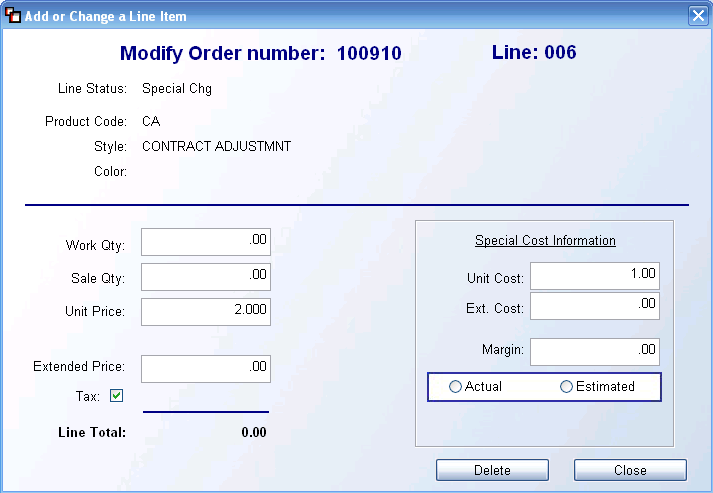 Add or Change a Line Item
Modify Order number: 100910 Line: 006
Line Status: Special Chg
Product Code: CA
Style: CONTRACT ADJUSTMNT
Color:
Work Qty: .00
Sale Qty: .00
Unit Price: 2.000
Extended Price: .00
Tax:
Line Total: 0.00
Special Cost Information
Unit Cost: 1.00
Ext. Cost: .00
Margin: .00
Actual Estimated
Delete Close